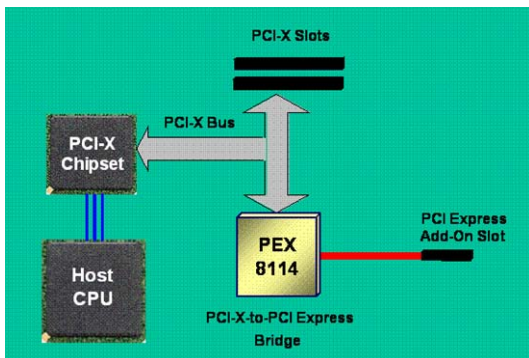 PCI-X Slots
PCI-X Bus
PCI-X
Chipset
Host
CPU
PEX
8114
PCI Express
Add-On Slot
PCI-X-to-PCI Express
Bridge